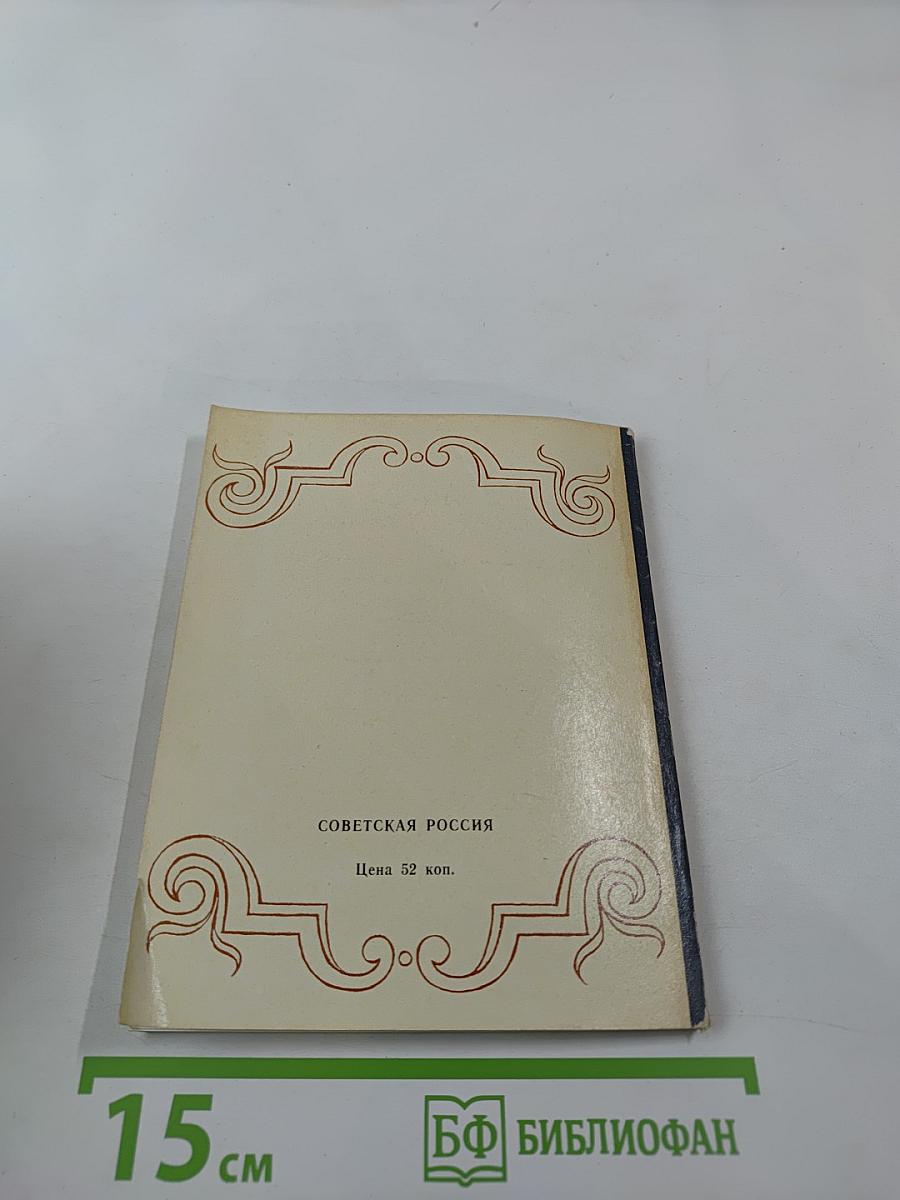 СОВЕТСКАЯ РОССИЯ
Цена 52 коп.
15 см
БФ БИБЛИОФАН